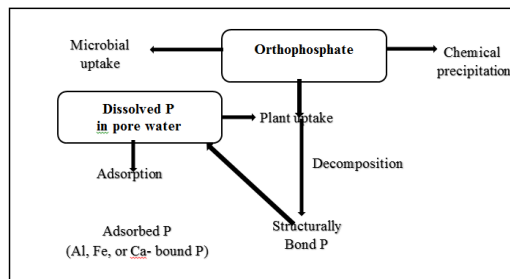 Microbial
uptake
Orthophosphate
Chemical
precipitation
Dissolved P
in pore water
Plant uptake
Adsorption
Decomposition
Adsorbed P
(Al, Fe, or Ca- bound P)
Structurally
Bond P